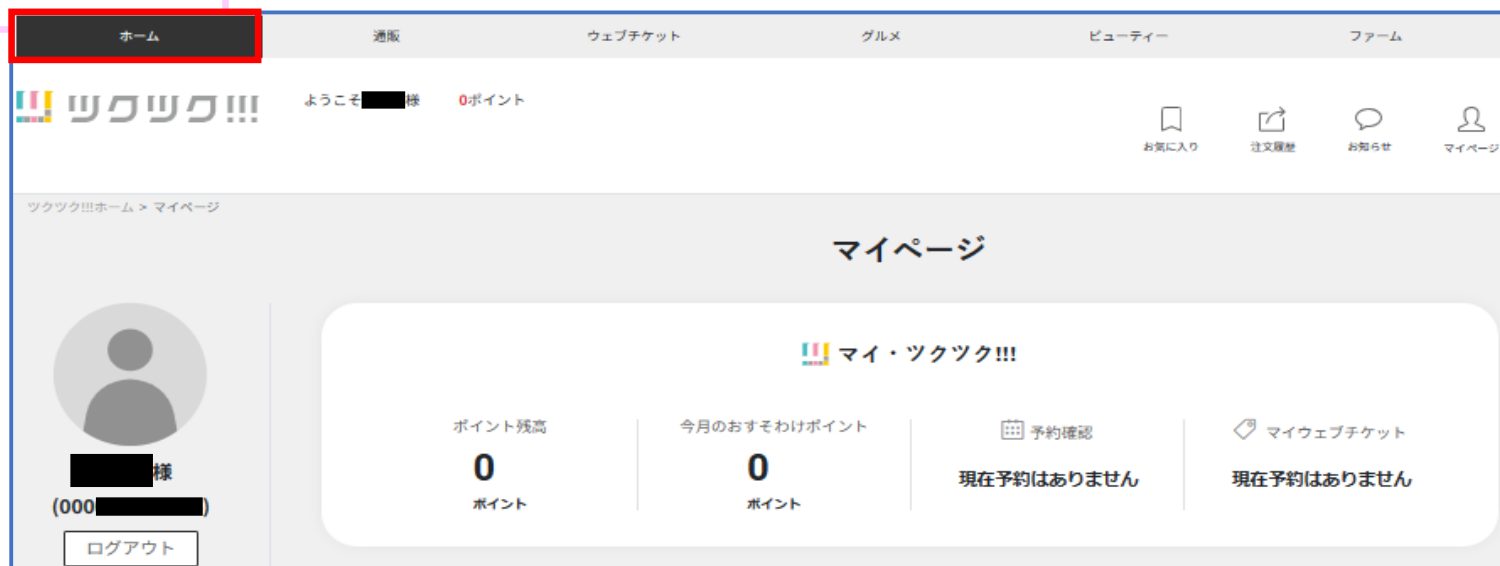 ホーム 通販 ウェブチケット グルメ ビューティー ファーム
ツクツク!!! ようこそ 様 0ポイント
お気に入り 注文履歴 お知らせ マイページ
ツクツク!!!ホーム > マイページ
マイページ
マイ・ツクツク!!!
ポイント残高 今月のおすそわけポイント 予約確認 マイウェブチケット
0 0 現在予約はありません 現在予約はありません
ポイント ポイント
様
(000 )
ログアウト